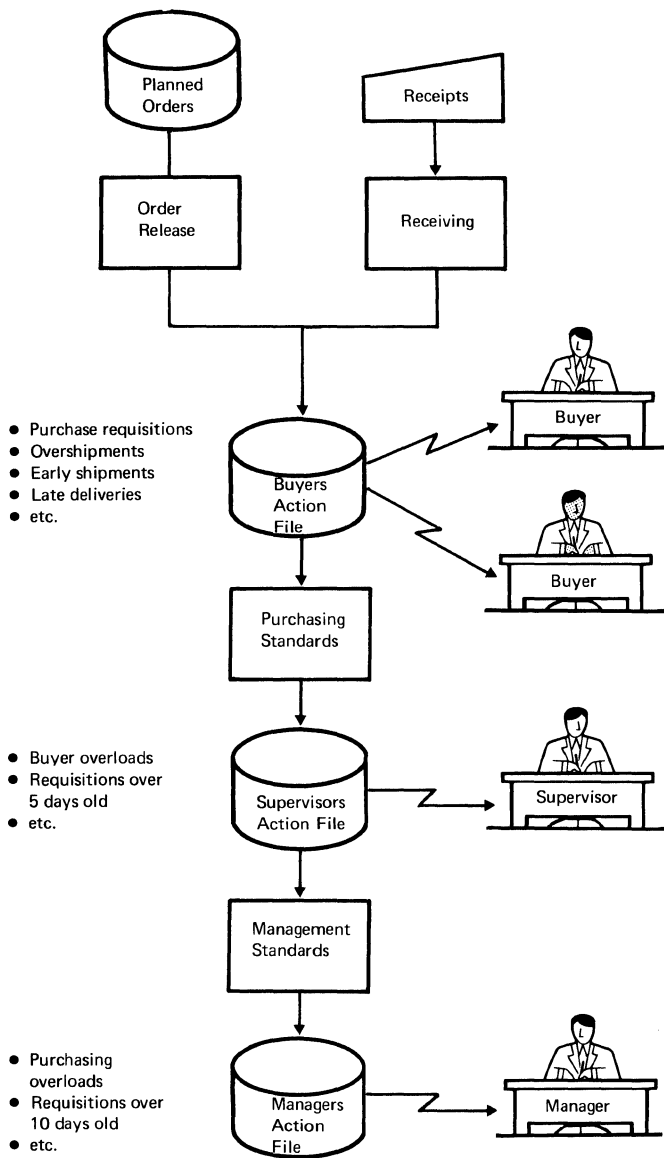 Planned
Orders
Receipts
Order
Release
Receiving
● Purchase requisitions
● Overshipments
● Early shipments
● Late deliveries
● etc.
Buyers
Action
File
Buyer
Buyer
Purchasing
Standards
● Buyer overloads
● Requisitions over
5 days old
● etc.
Supervisors
Action File
Supervisor
Management
Standards
● Purchasing
overloads
● Requisitions over
10 days old
● etc.
Managers
Action
File
Manager